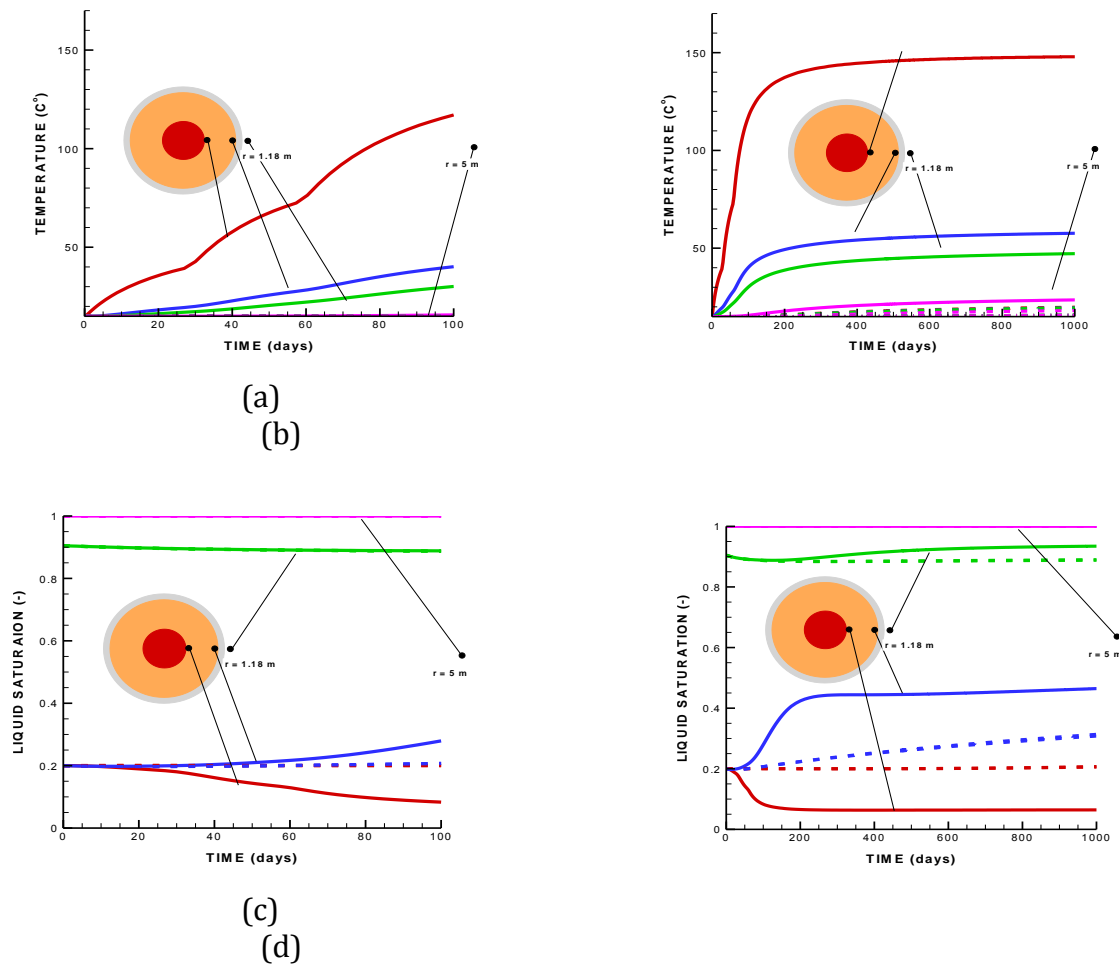 TEMPERATURE (C°)
150
100
50
r = 1.18 m
r = 5 m
0 20 40 60 80 100
TIME (days)
TEMPERATURE (C°)
150
100
50
r = 1.18 m
r = 5 m
0 200 400 600 800 1000
TIME (days)
(a)
(b)
LIQUID SATURAION (-)
1
0.8
0.6
0.4
0.2
0
r = 1.18 m
r = 5 m
0 20 40 60 80 100
TIME (days)
LIQUID SATURATION (-)
1
0.8
0.6
0.4
0.2
0
r = 1.18 m
r = 5 m
0 200 400 600 800 1000
TIME (days)
(c)
(d)